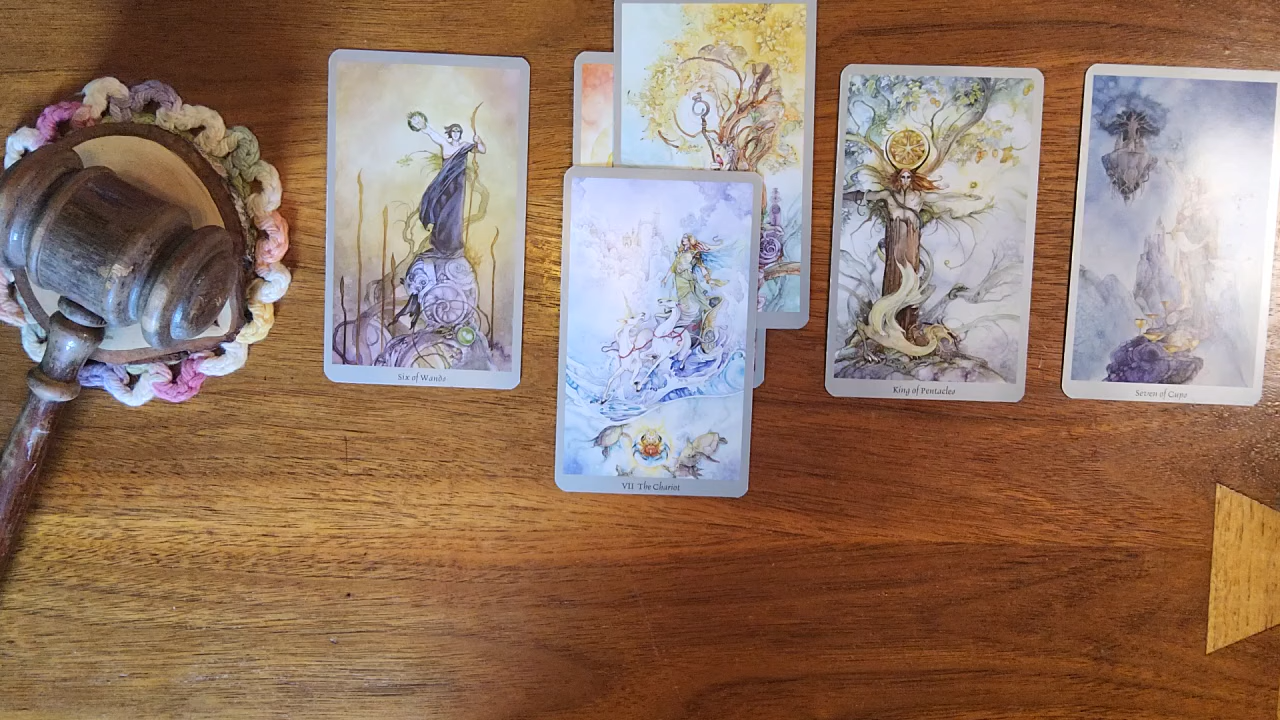 Six of Wands
VII The Chariot
King of Pentacles
Seven of Cups